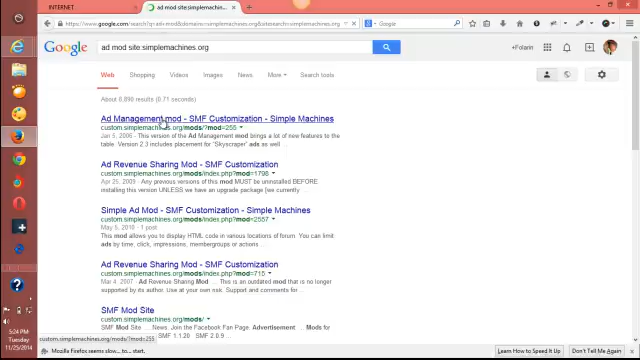 INTERNET
ad mod site:simplemachines.org ...
https://www.google.com/search?q=ad+mod&domains=simplemachines.org&sitesearch=simplemachines.org
Google
Google
ad mod site:simplemachines.org
+Folarin
Web Shopping Videos Images News More Search tools
About 8,890 results (0.71 seconds)
Ad Management mod - SMF Customization - Simple Machines
custom.simplemachines.org/mods/?mod=255
Jan 5, 2006 - This version of the Ad Management mod brings a lot of new features to the
table. Version 2.3 includes placement for "Skyscraper" ads as well ...
Ad Revenue Sharing Mod - SMF Customization
custom.simplemachines.org/mods/index.php?mod=1798
Apr 25, 2009 - Any previous versions of this mod MUST be uninstalled BEFORE
installing this version UNLESS we have an upgrade package (we currently ...
Simple Ad Mod - SMF Customization - Simple Machines
custom.simplemachines.org/mods/index.php?mod=2557
May 5, 2010 - 1 post
This mod allows you to display HTML code in various locations of forum. You can limit
ads by time, click, impressions, membergroups or actions ...
Ad Revenue Sharing Mod - SMF Customization
custom.simplemachines.org/mods/index.php?mod=715
Mar 4, 2007 - Ad Revenue Sharing Mod ... This is an outdated mod that is no longer
supported by its author. Use at your own risk. Support and comments for ...
SMF Mod Site
custom.simplemachines.org/mods/
SMF Mod Site. ... News. Join the Facebook Fan Page. Advertisement ... Mods for
SMF 1.1.20 SMF 2.0.9 ...
custom.simplemachines.org/mods/?mod=255
5:24 PM
Tuesday
11/25/2014
Mozilla Firefox seems slow... to... start.
Learn How to Speed It Up
Don't Tell Me Again